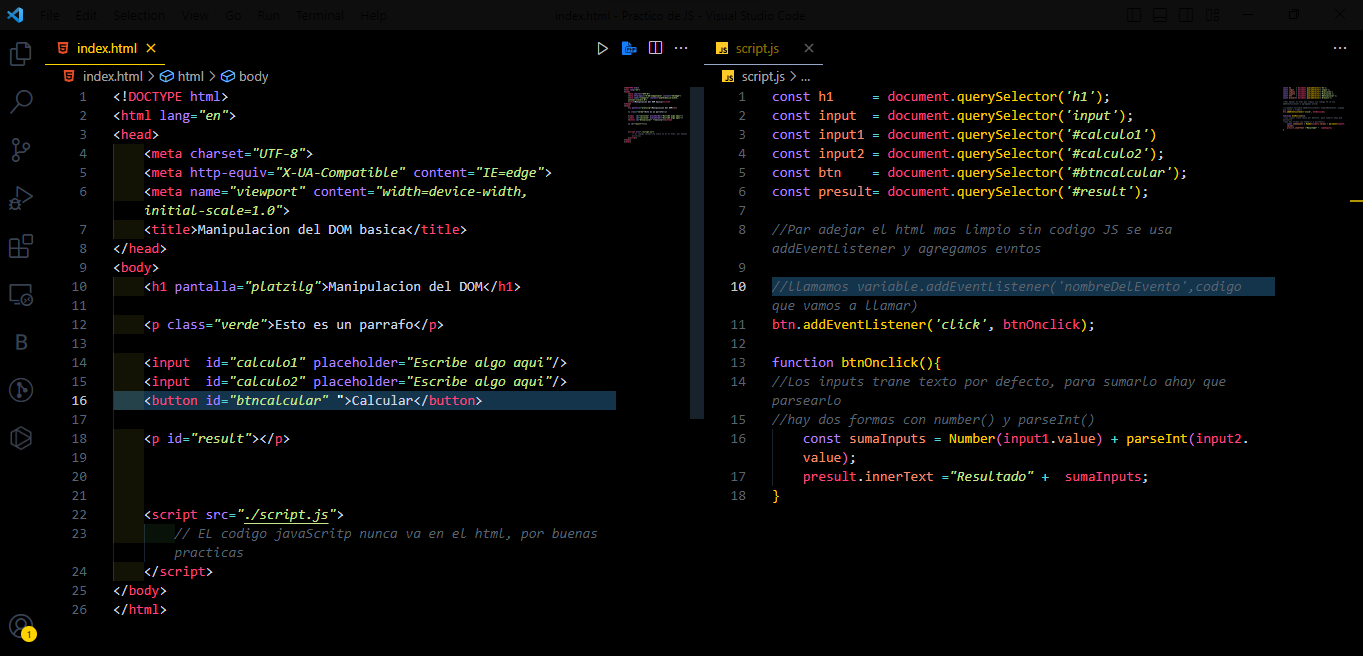 File Edit Selection View Go Run Terminal Help
index.html - Practico de JS - Visual Studio Code
index.html
index.html > html > body
1 <!DOCTYPE html>
2 <html lang="en">
3 <head>
4 <meta charset="UTF-8">
5 <meta http-equiv="X-UA-Compatible" content="IE=edge">
6 <meta name="viewport" content="width=device-width,
initial-scale=1.0">
7 <title>Manipulacion del DOM basica</title>
8 </head>
9 <body>
10 <h1 pantalla="platzilg">Manipulacion del DOM</h1>
11
12 <p class="verde">Esto es un parrafo</p>
13
14 <input  id="calculo1" placeholder="Escribe algo aqui"/>
15 <input  id="calculo2" placeholder="Escribe algo aqui"/>
16 <button id="btncalcular" ">Calcular</button>
17
18 <p id="result"></p>
19
20
21
22 <script src="./script.js">
23 // EL codigo javaScritp nunca va en el html, por buenas
practicas
24 </script>
25 </body>
26 </html>
B
1
JS script.js
JS script.js > ...
1 const h1     = document.querySelector('h1');
2 const input  = document.querySelector('input');
3 const input1 = document.querySelector('#calculo1')
4 const input2 = document.querySelector('#calculo2');
5 const btn    = document.querySelector('#btncalcular');
6 const presult= document.querySelector('#result');
7
8 //Par adejar el html mas limpio sin codigo JS se usa
addEventListener y agregamos evntos
9
10 //Llamamos variable.addEventListener('nombreDelEvento',codigo
que vamos a llamar)
11 btn.addEventListener('click', btnOnclick);
12
13 function btnOnclick(){
14 //Los inputs trane texto por defecto, para sumarlo ahay que
parsearlo
15 //hay dos formas con number() y parseInt()
16 const sumaInputs = Number(input1.value) + parseInt(input2.
value);
17 presult.innerText ="Resultado" +  sumaInputs;
18 }